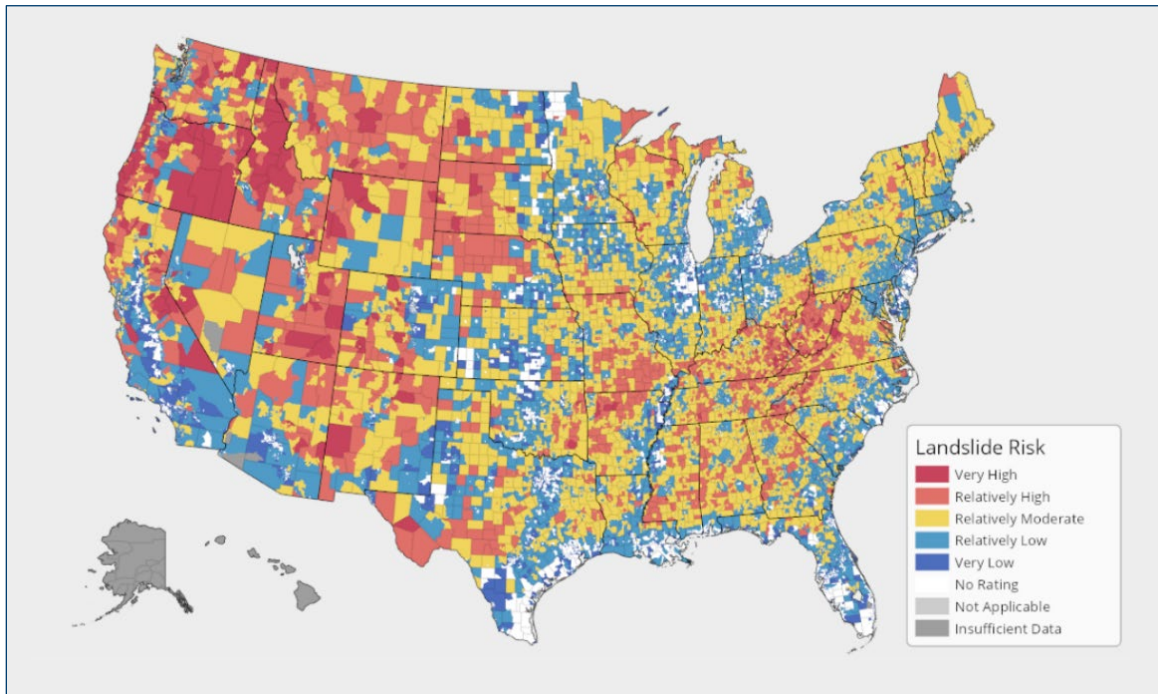 Landslide Risk
Very High
Relatively High
Relatively Moderate
Relatively Low
Very Low
No Rating
Not Applicable
Insufficient Data